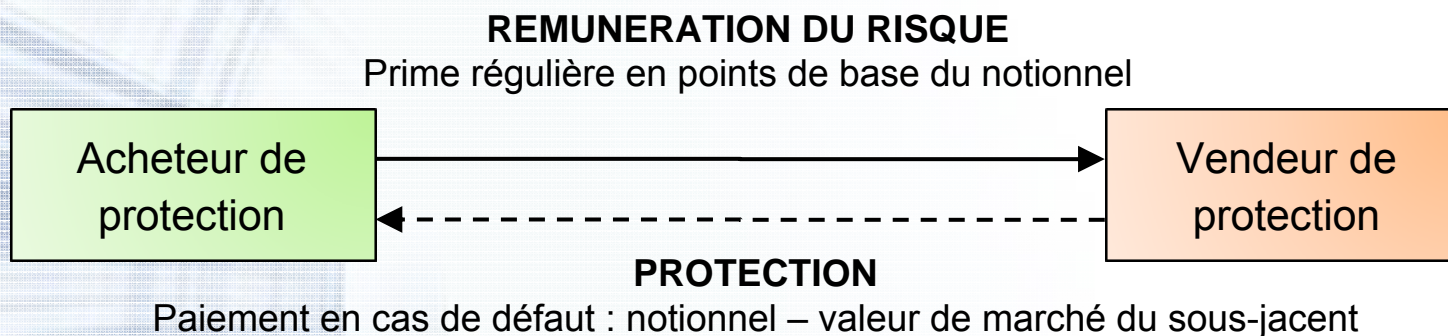 REMUNERATION DU RISQUE
Prime régulière en points de base du notionnel
Acheteur de
protection
Vendeur de
protection
PROTECTION
Paiement en cas de défaut : notionnel – valeur de marché du sous-jacent